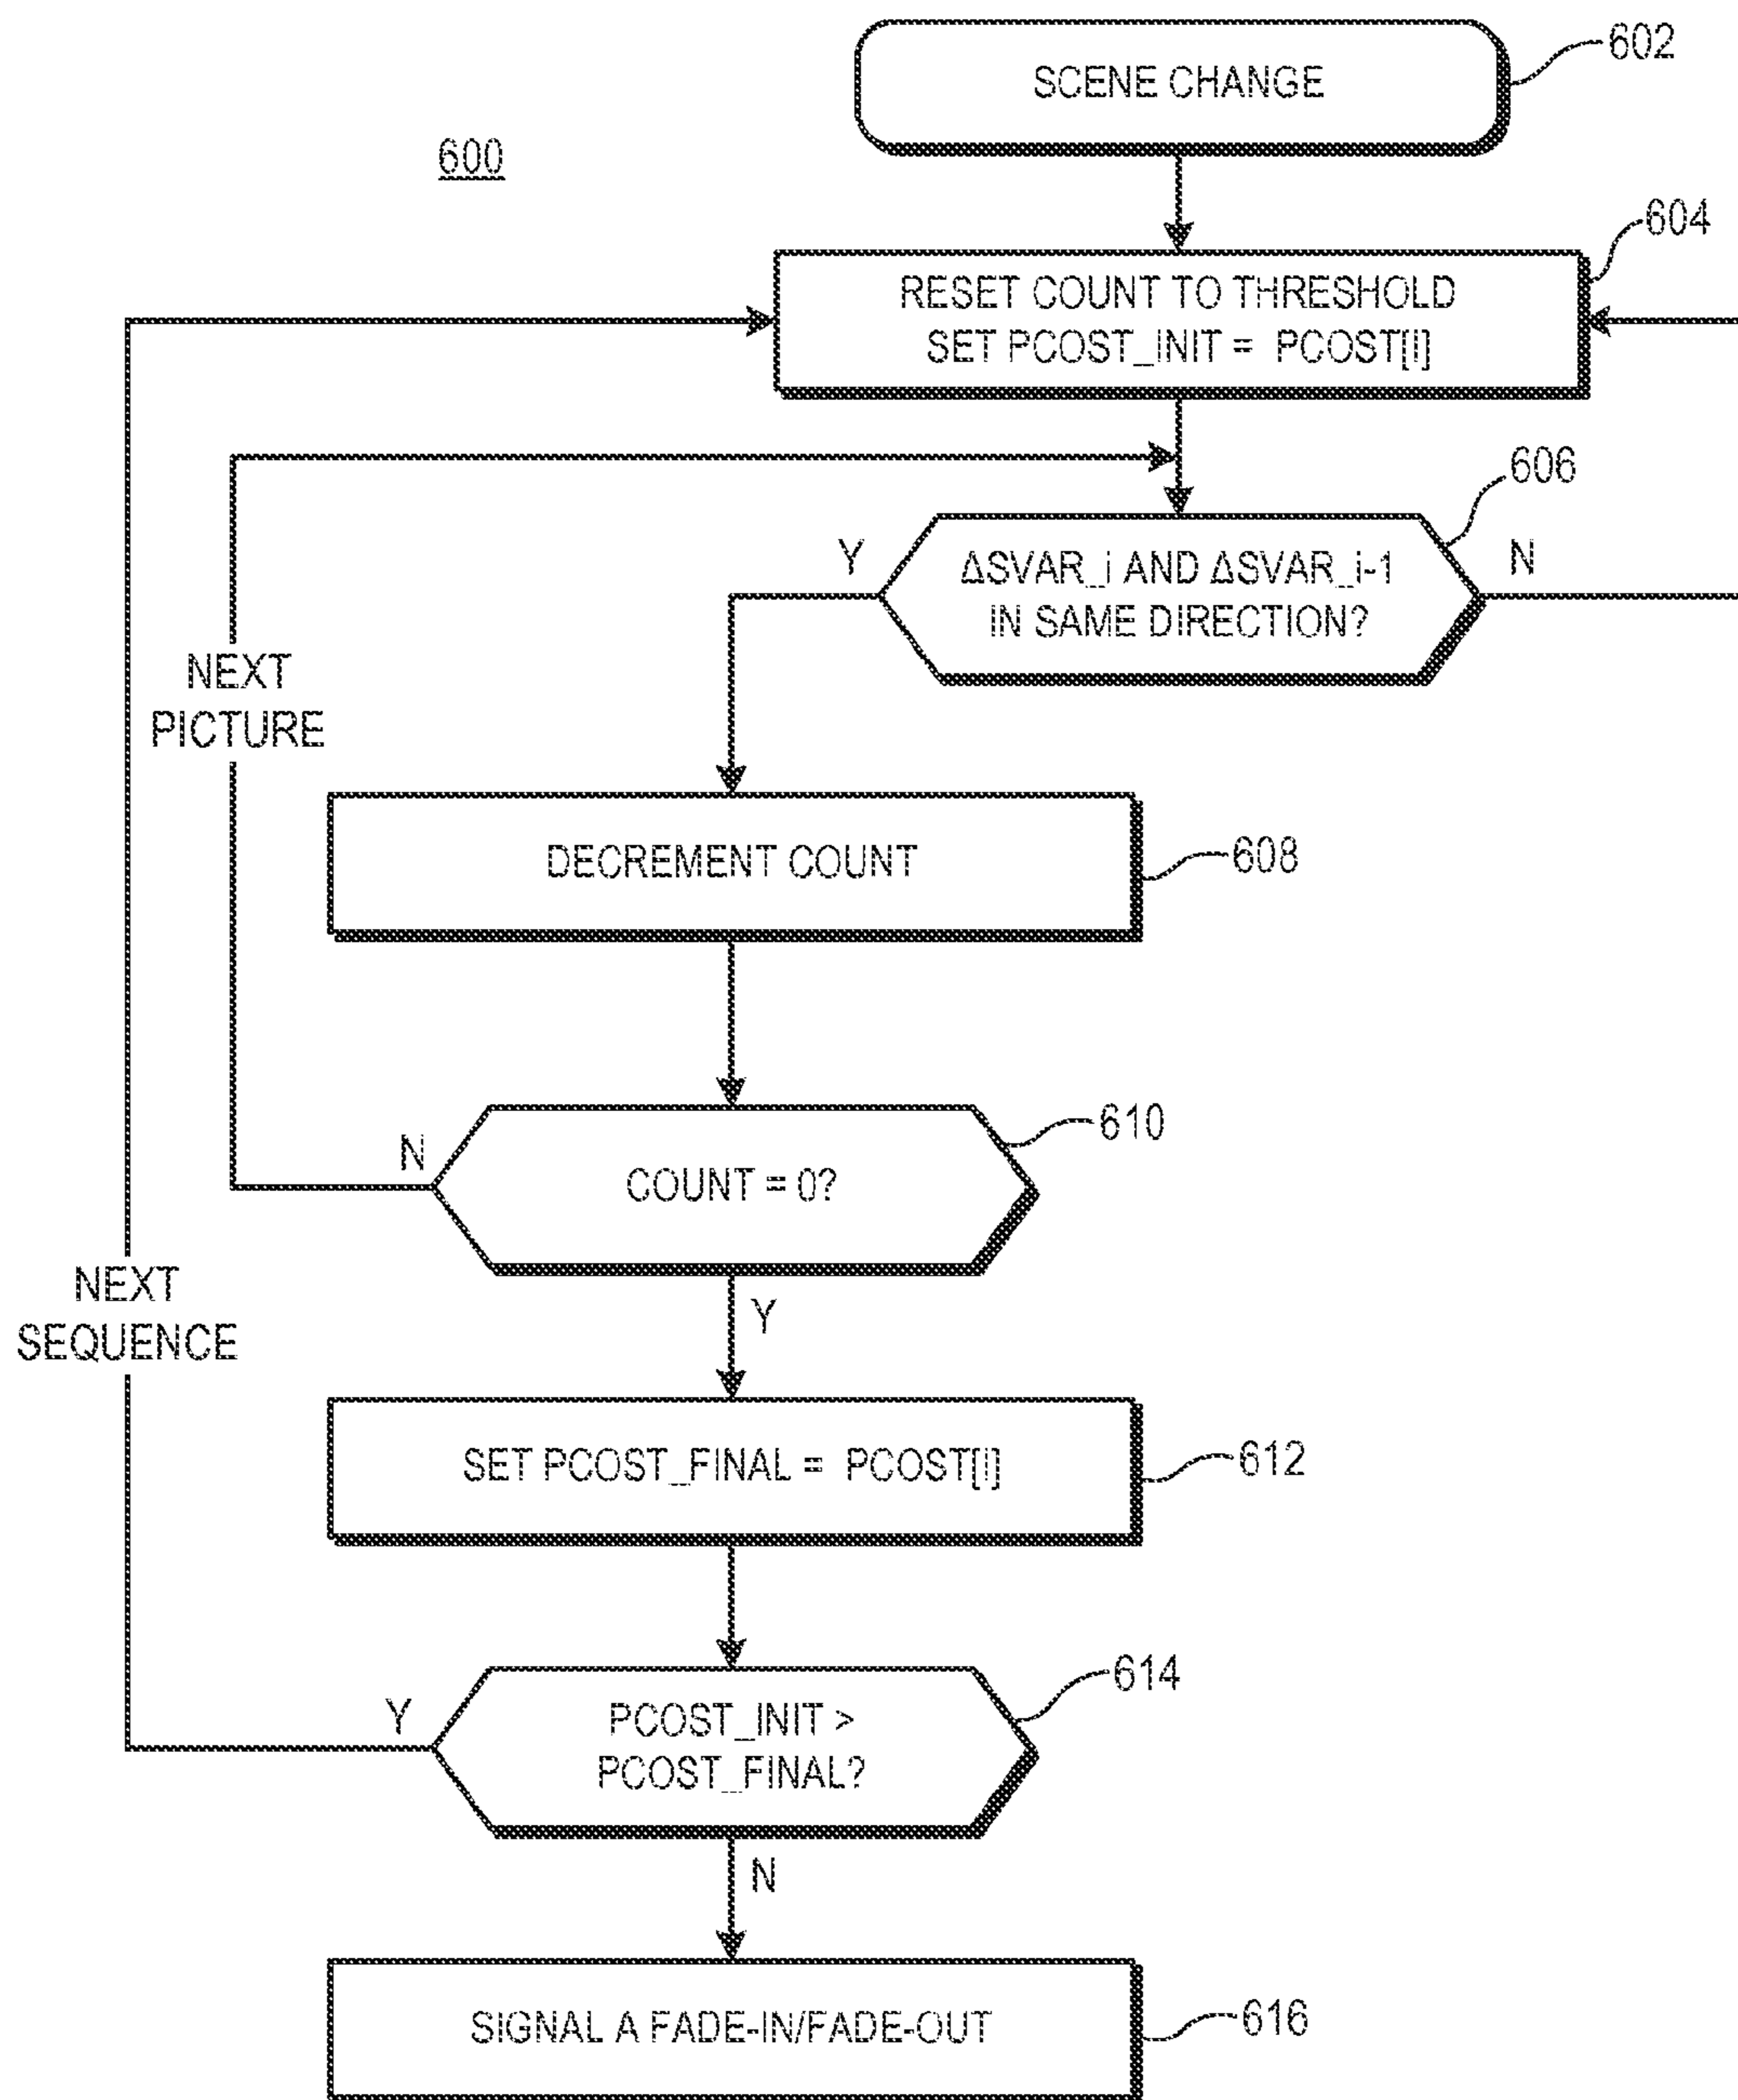 SCENE CHANGE
602
600
604
RESET COUNT TO THRESHOLD
SET PCOST_INIT = PCOST[i]
606
Y
ΔSVAR_i AND ΔSVAR_i-1
IN SAME DIRECTION?
N
NEXT
PICTURE
DECREMENT COUNT
608
610
N
COUNT = 0?
Y
NEXT
SEQUENCE
SET PCOST_FINAL = PCOST[i]
612
614
Y
PCOST_INIT >
PCOST_FINAL?
N
SIGNAL A FADE-IN/FADE-OUT
616